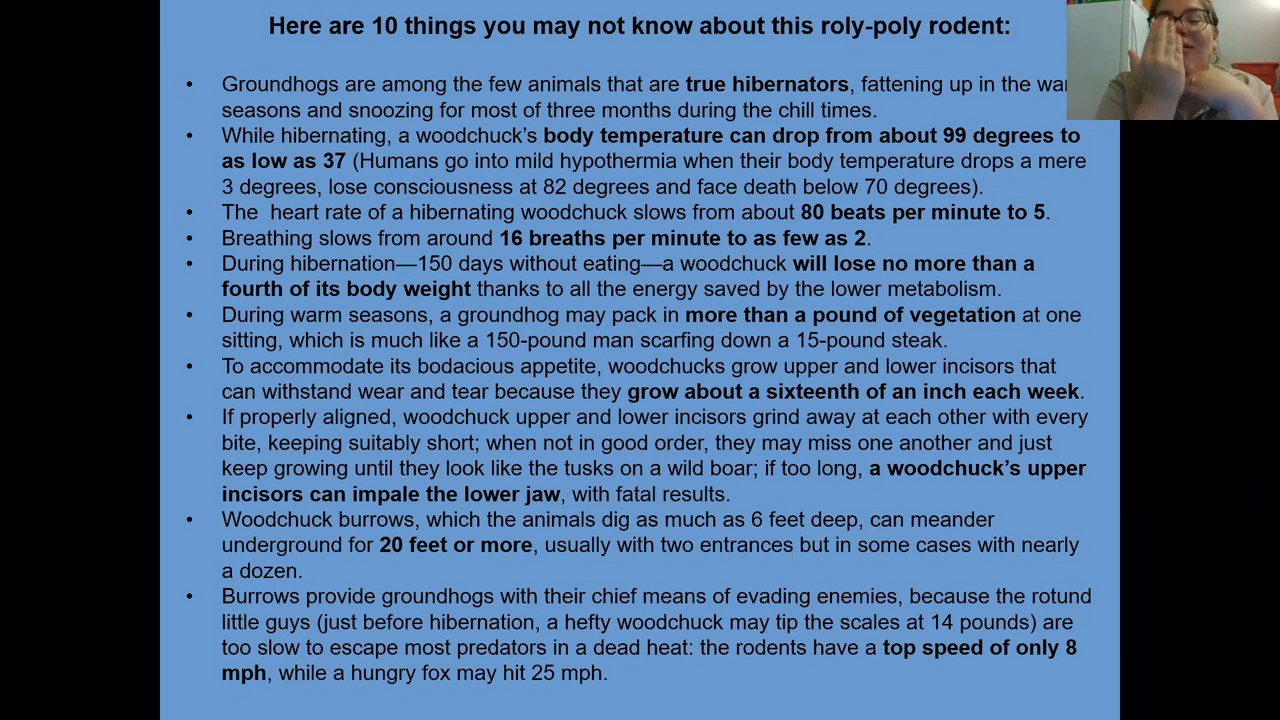 Here are 10 things you may not know about this roly-poly rodent:
• Groundhogs are among the few animals that are true hibernators, fattening up in the
seasons and snoozing for most of three months during the chill times.
• While hibernating, a woodchuck’s body temperature can drop from about 99 degrees to
as low as 37 (Humans go into mild hypothermia when their body temperature drops a mere
3 degrees, lose consciousness at 82 degrees and face death below 70 degrees).
• The  heart rate of a hibernating woodchuck slows from about 80 beats per minute to 5.
• Breathing slows from around 16 breaths per minute to as few as 2.
• During hibernation—150 days without eating—a woodchuck will lose no more than a
fourth of its body weight thanks to all the energy saved by the lower metabolism.
• During warm seasons, a groundhog may pack in more than a pound of vegetation at one
sitting, which is much like a 150-pound man scarfing down a 15-pound steak.
• To accommodate its bodacious appetite, woodchucks grow upper and lower incisors that
can withstand wear and tear because they grow about a sixteenth of an inch each week.
• If properly aligned, woodchuck upper and lower incisors grind away at each other with every
bite, keeping suitably short; when not in good order, they may miss one another and just
keep growing until they look like the tusks on a wild boar; if too long, a woodchuck’s upper
incisors can impale the lower jaw, with fatal results.
• Woodchuck burrows, which the animals dig as much as 6 feet deep, can meander
underground for 20 feet or more, usually with two entrances but in some cases with nearly
a dozen.
• Burrows provide groundhogs with their chief means of evading enemies, because the rotund
little guys (just before hibernation, a hefty woodchuck may tip the scales at 14 pounds) are
too slow to escape most predators in a dead heat: the rodents have a top speed of only 8
mph, while a hungry fox may hit 25 mph.